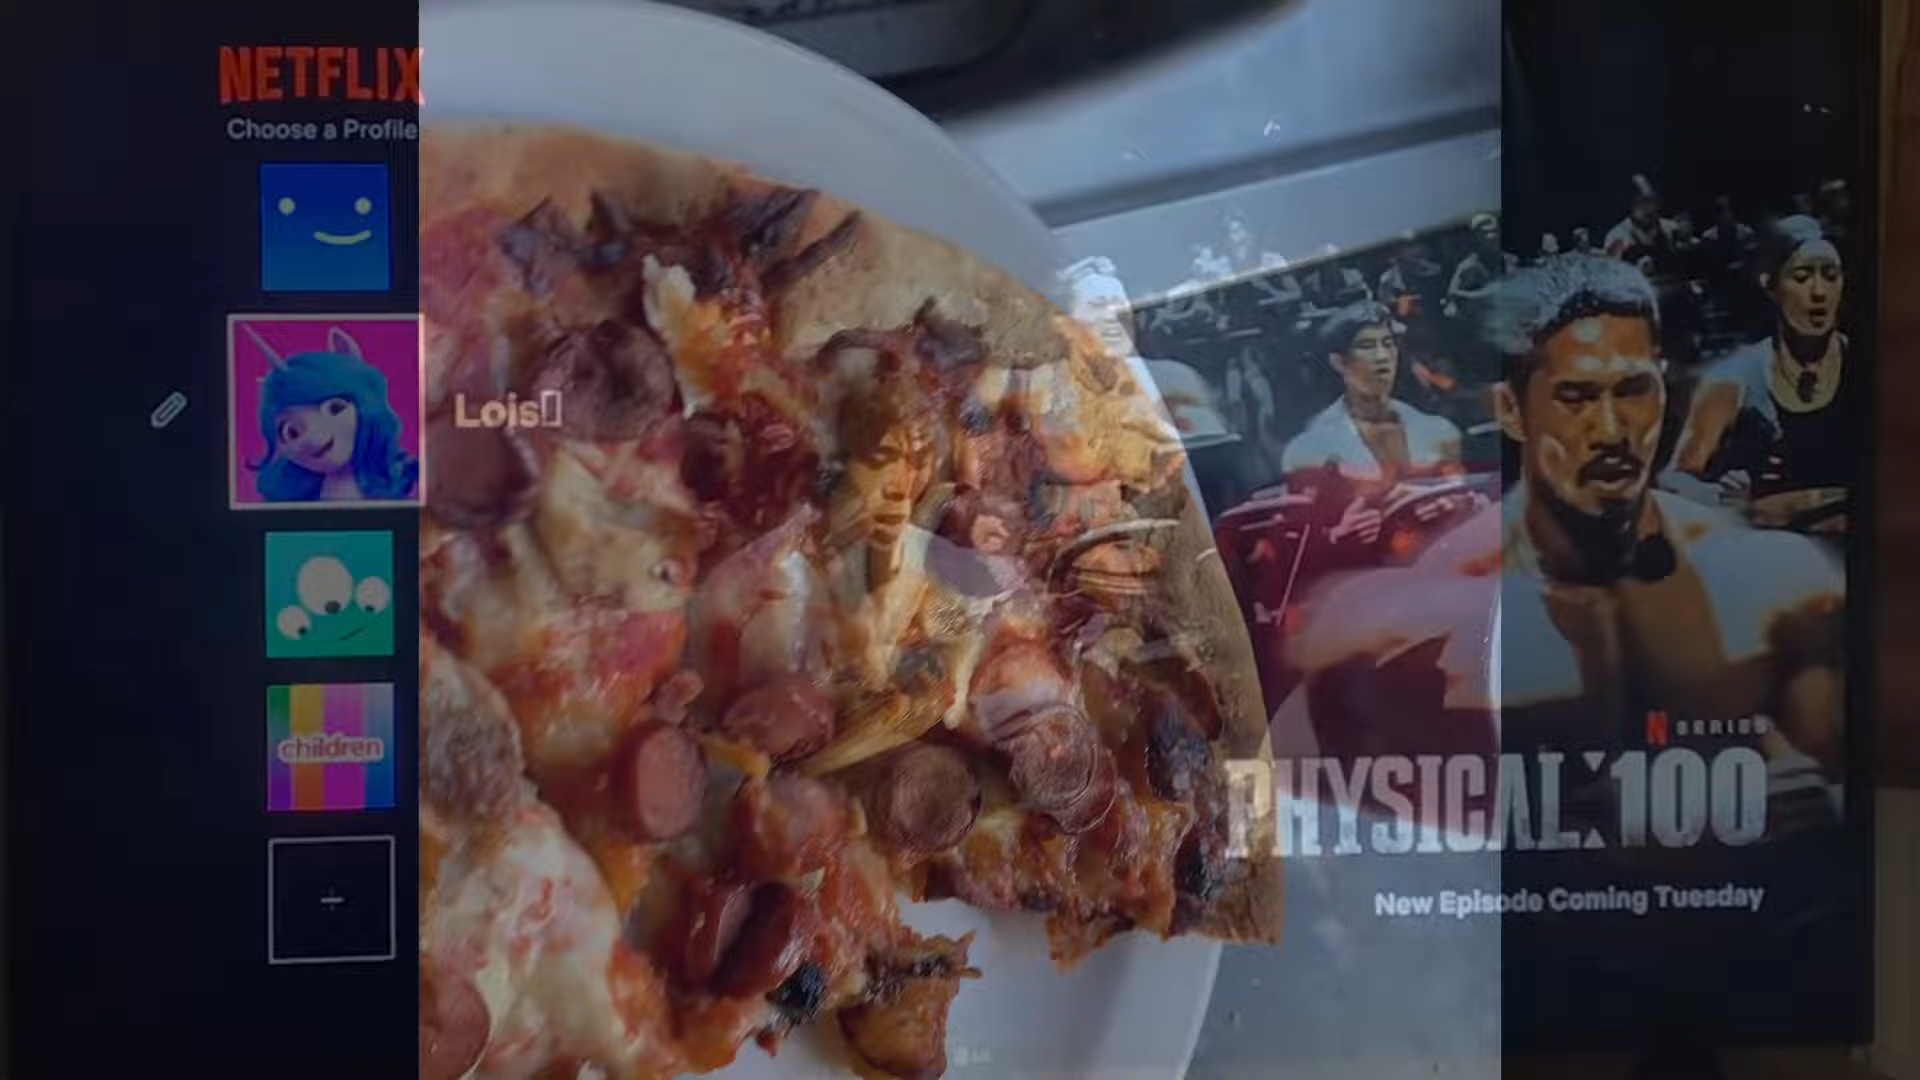 NETFLIX
Choose a Profile
Lois
children
N SERIES
PHYSICAL:100
New Episode Coming Tuesday